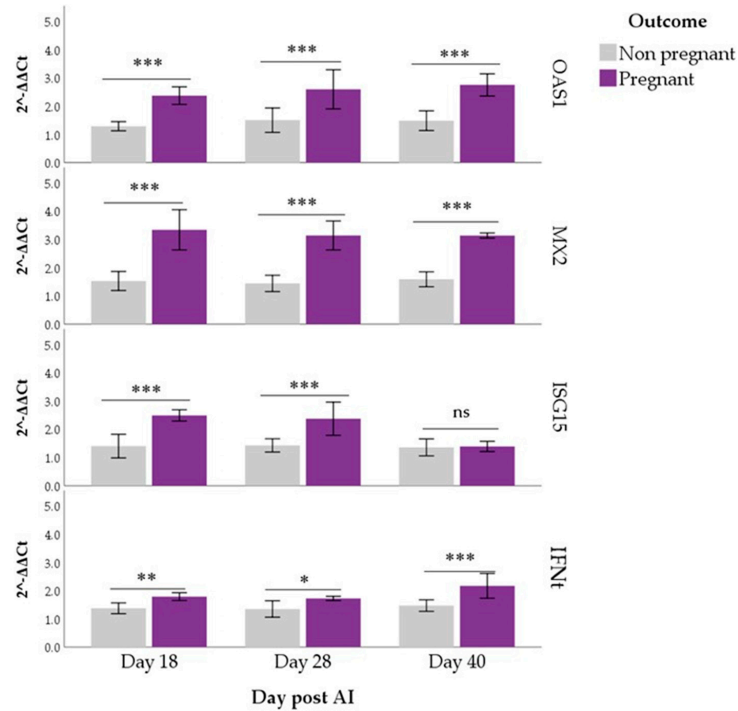 Outcome
Non pregnant
Pregnant
5.0
4.0
3.0
2.0
1.0
0.0
2^-ΔΔCt
*** *** ***
OAS1
5.0
4.0
3.0
2.0
1.0
0.0
2^-ΔΔCt
*** *** ***
MX2
5.0
4.0
3.0
2.0
1.0
0.0
2^-ΔΔCt
*** *** ns
ISG15
5.0
4.0
3.0
2.0
1.0
0.0
2^-ΔΔCt
** * ***
IFNt
Day 18 Day 28 Day 40
Day post AI